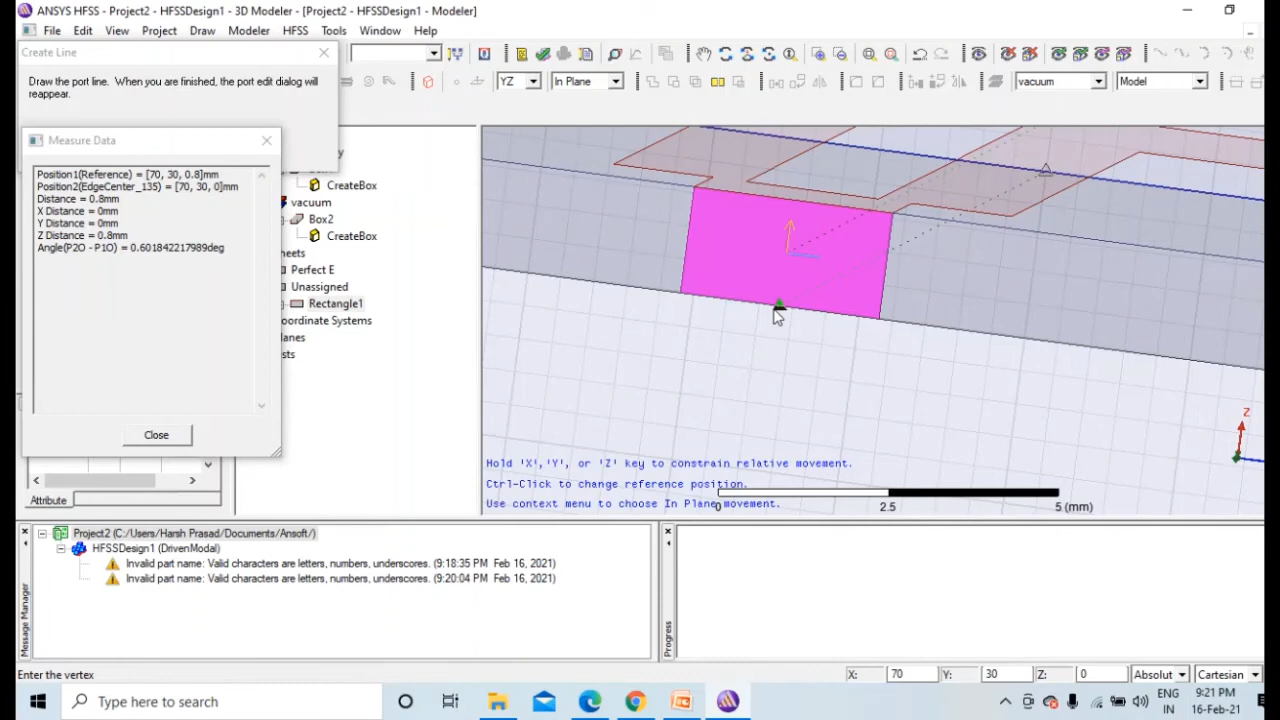 ANSYS HFSS - Project2 - HFSSDesign1 - 3D Modeler - [Project2 - HFSSDesign1 - Modeler]
File Edit View Project Draw Modeler HFSS Tools Window Help
Create Line
Draw the port line. When you are finished, the port edit dialog will
reappear.
YZ In Plane vacuum Model
Measure Data
Position1(Reference) = [70, 30, 0.8]mm
Position2(EdgeCenter_135) = [70, 30, 0]mm
Distance = 0.8mm
X Distance = 0mm
Y Distance = 0mm
Z Distance = 0.8mm
Angle(P2O - P1O) = 0.601842217989deg
Close
Attribute
CreateBox
vacuum
Box2
CreateBox
heets
Perfect E
Unassigned
Rectangle1
oordinate Systems
lanes
sts
Z
Hold 'X','Y', or 'Z' key to constrain relative movement.
Ctrl-Click to change reference position.
Use context menu to choose In Plane movement.
0 2.5 5 (mm)
Project2 (C:/Users/Harsh Prasad/Documents/Ansoft/)
HFSSDesign1 (DrivenModal)
Invalid part name: Valid characters are letters, numbers, underscores. (9:18:35 PM Feb 16, 2021)
Invalid part name: Valid characters are letters, numbers, underscores. (9:20:04 PM Feb 16, 2021)
Message Manager
Progress
Enter the vertex
X: 70 Y: 30 Z: 0 Absolut Cartesian
Type here to search
ENG
IN
9:21 PM
16-Feb-21